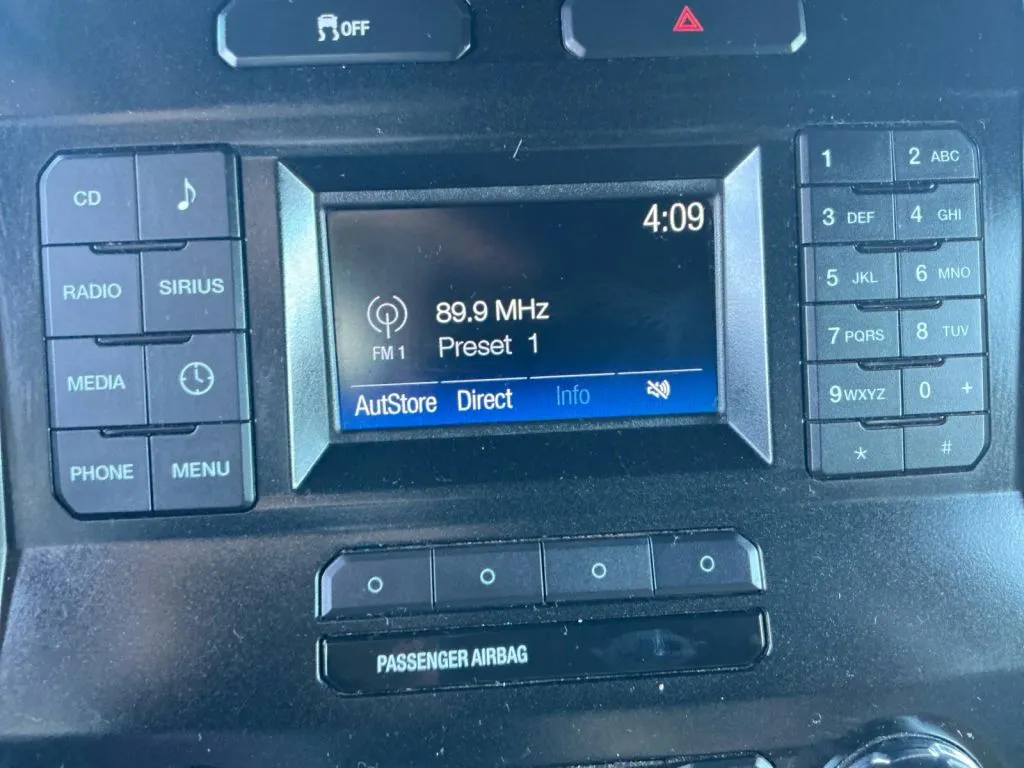 OFF
CD
RADIO SIRIUS
MEDIA
PHONE MENU
4:09
89.9 MHz
FM 1 Preset 1
AutStore Direct Info
1 2 ABC
3 DEF 4 GHI
5 JKL 6 MNO
7 PQRS 8 TUV
9 WXYZ 0 +
* #
PASSENGER AIRBAG